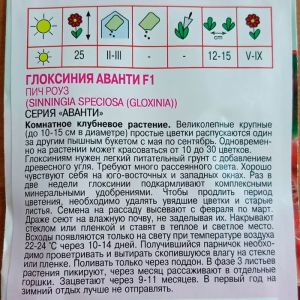 25 II-III - - 12-15 V-IX
ГЛОКСИНИЯ АВАНТИ F1
ПИЧ РОУЗ
(SINNINGIA SPECIOSA (GLOXINIA))
СЕРИЯ «АВАНТИ»
Комнатное клубневое растение. Великолепные крупные
(до 10-15 см в диаметре) простые цветки распускаются один
за другим пышным букетом с мая по сентябрь. Одновремен-
но на растении может красоваться от 10 до 30 цветков.
Глоксиниям нужен легкий питательный грунт с добавлением
древесного угля. Требуют много рассеянного света. Хорошо
чувствуют себя на юго-восточных и западных окнах. Раз в
две недели глоксинии подкармливают комплексными
минеральными удобрениями. Чтобы продлить период
цветения, необходимо удалять увядшие цветки и старые
листья. Семена на рассаду высевают с февраля по март.
Драже сеют на влажную почву, не заделывая их. Накрывают
стеклом или пленкой и ставят в теплое и светлое место.
Всходы появляются только на свету при температуре воздуха
22-24 °С через 10-14 дней. Получившийся парничок необхо-
димо проветривать и вытирать скопившуюся влагу на стекле
или пленке. Поливать только через поддон. В фазе 3 листьев
растения пикируют, через месяц рассаживают в отдельные
горшки. Зацветает через 9-11 месяцев. В первый год на
зимний отдых лучше не отправлять.